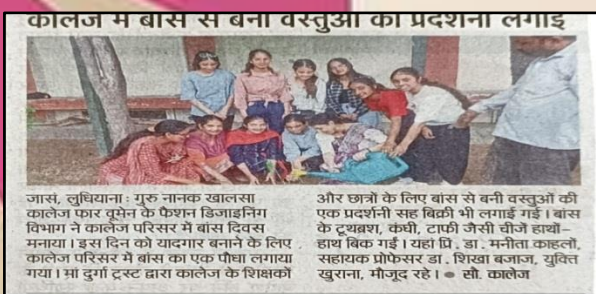 कालेज में बांस से बनी वस्तुओं की प्रदर्शनी लगाई
जासं, लुधियाना : गुरु नानक खालसा
कालेज फार वूमेन के फैशन डिजाइनिंग
विभाग ने कालेज परिसर में बांस दिवस
मनाया। इस दिन को यादगार बनाने के लिए
कालेज परिसर में बांस का एक पौधा लगाया
गया। मां दुर्गा ट्रस्ट द्वारा कालेज के शिक्षकों
और छात्रों के लिए बांस से बनी वस्तुओं की
एक प्रदर्शनी सह बिक्री भी लगाई गई। बांस
के टूथब्रश, कंघी, टाफी जैसी चीजें हाथों-
हाथ बिक गईं। यहां प्रि. डा. मनीता काहलों,
सहायक प्रोफेसर डा. शिखा बजाज, युक्ति
खुराना, मौजूद रहे। ● सौ. कालेज